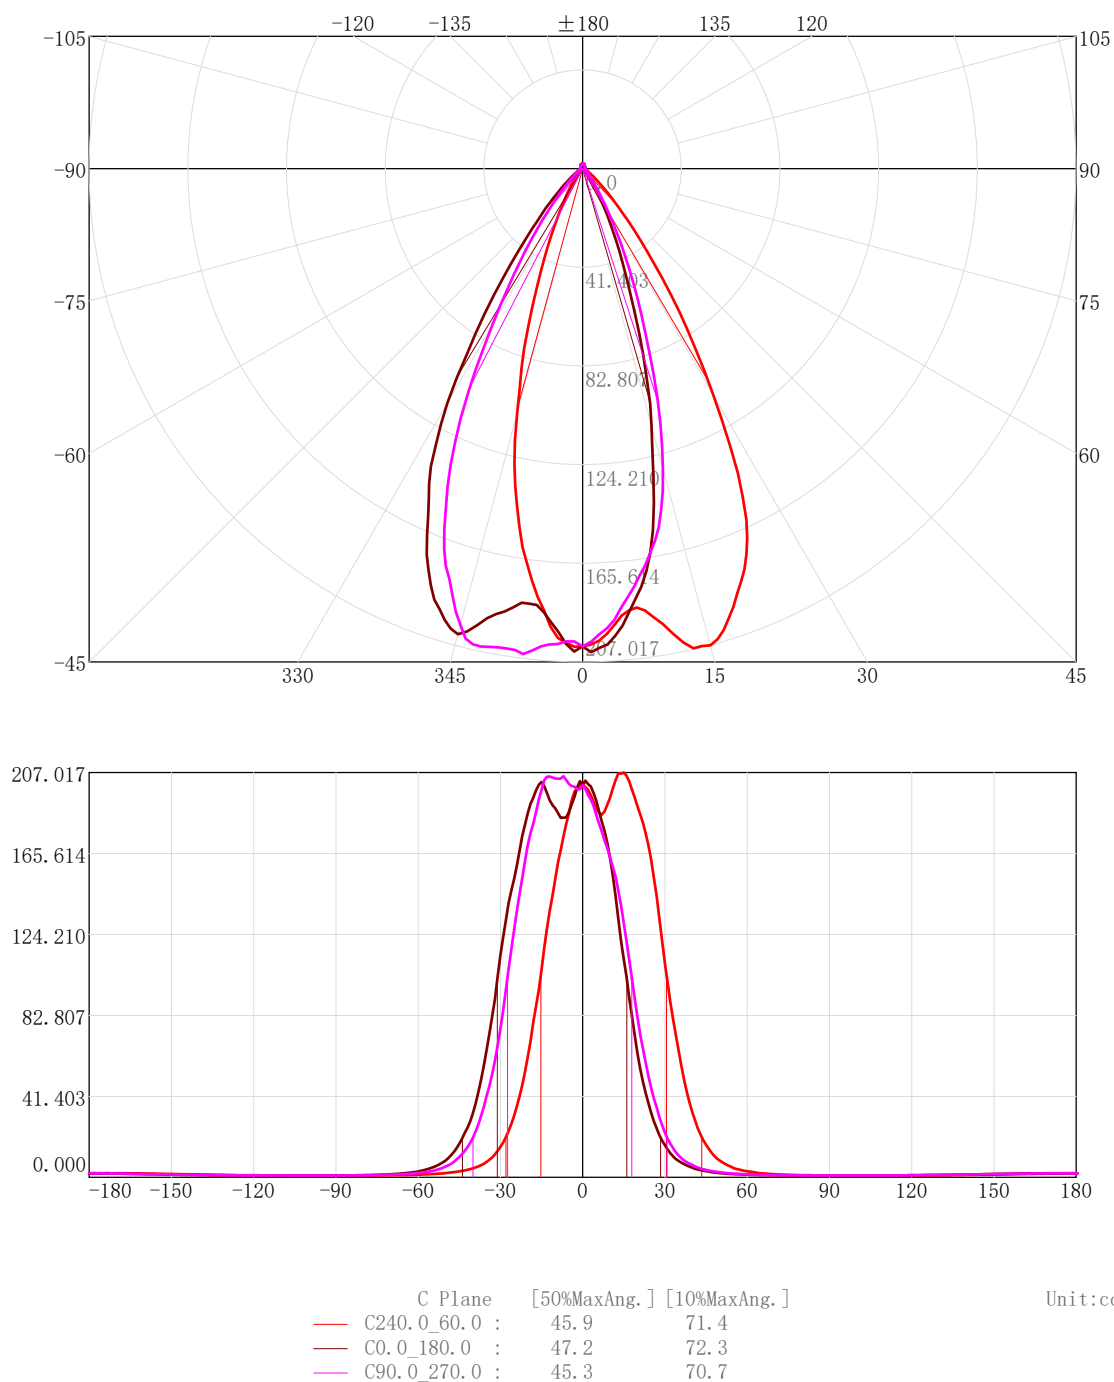 -120 -135 ±180 135 120
-105 105
-90 90
0
41.403
-75 75
82.807
-60 60
124.210
165.614
207.017
-45 330 345 0 15 30 45
207.017
165.614
124.210
82.807
41.403
0.000
-180 -150 -120 -90 -60 -30 0 30 60 90 120 150 180
C Plane [50%MaxAng.] [10%MaxAng.] Unit:cd
C240.0_60.0 : 45.9 71.4
C0.0_180.0 : 47.2 72.3
C90.0_270.0 : 45.3 70.7